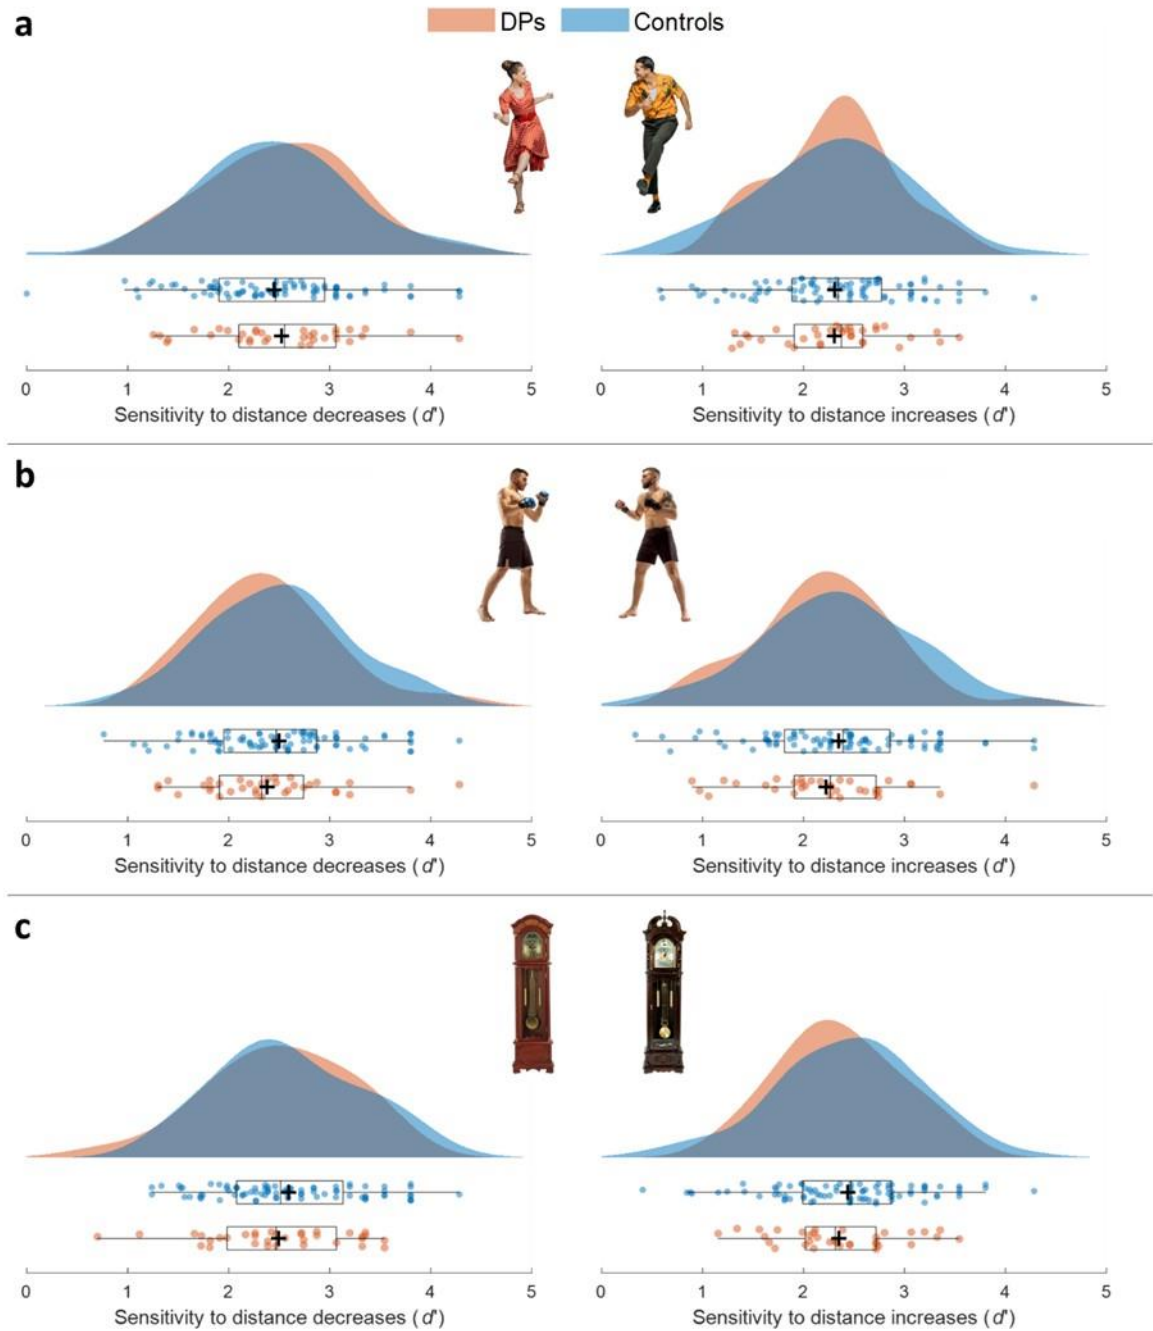 a
DPs Controls
0 1 2 3 4 5
Sensitivity to distance decreases (d')
0 1 2 3 4 5
Sensitivity to distance increases (d')
b
0 1 2 3 4 5
Sensitivity to distance decreases (d')
0 1 2 3 4 5
Sensitivity to distance increases (d')
c
0 1 2 3 4 5
Sensitivity to distance decreases (d')
0 1 2 3 4 5
Sensitivity to distance increases (d')